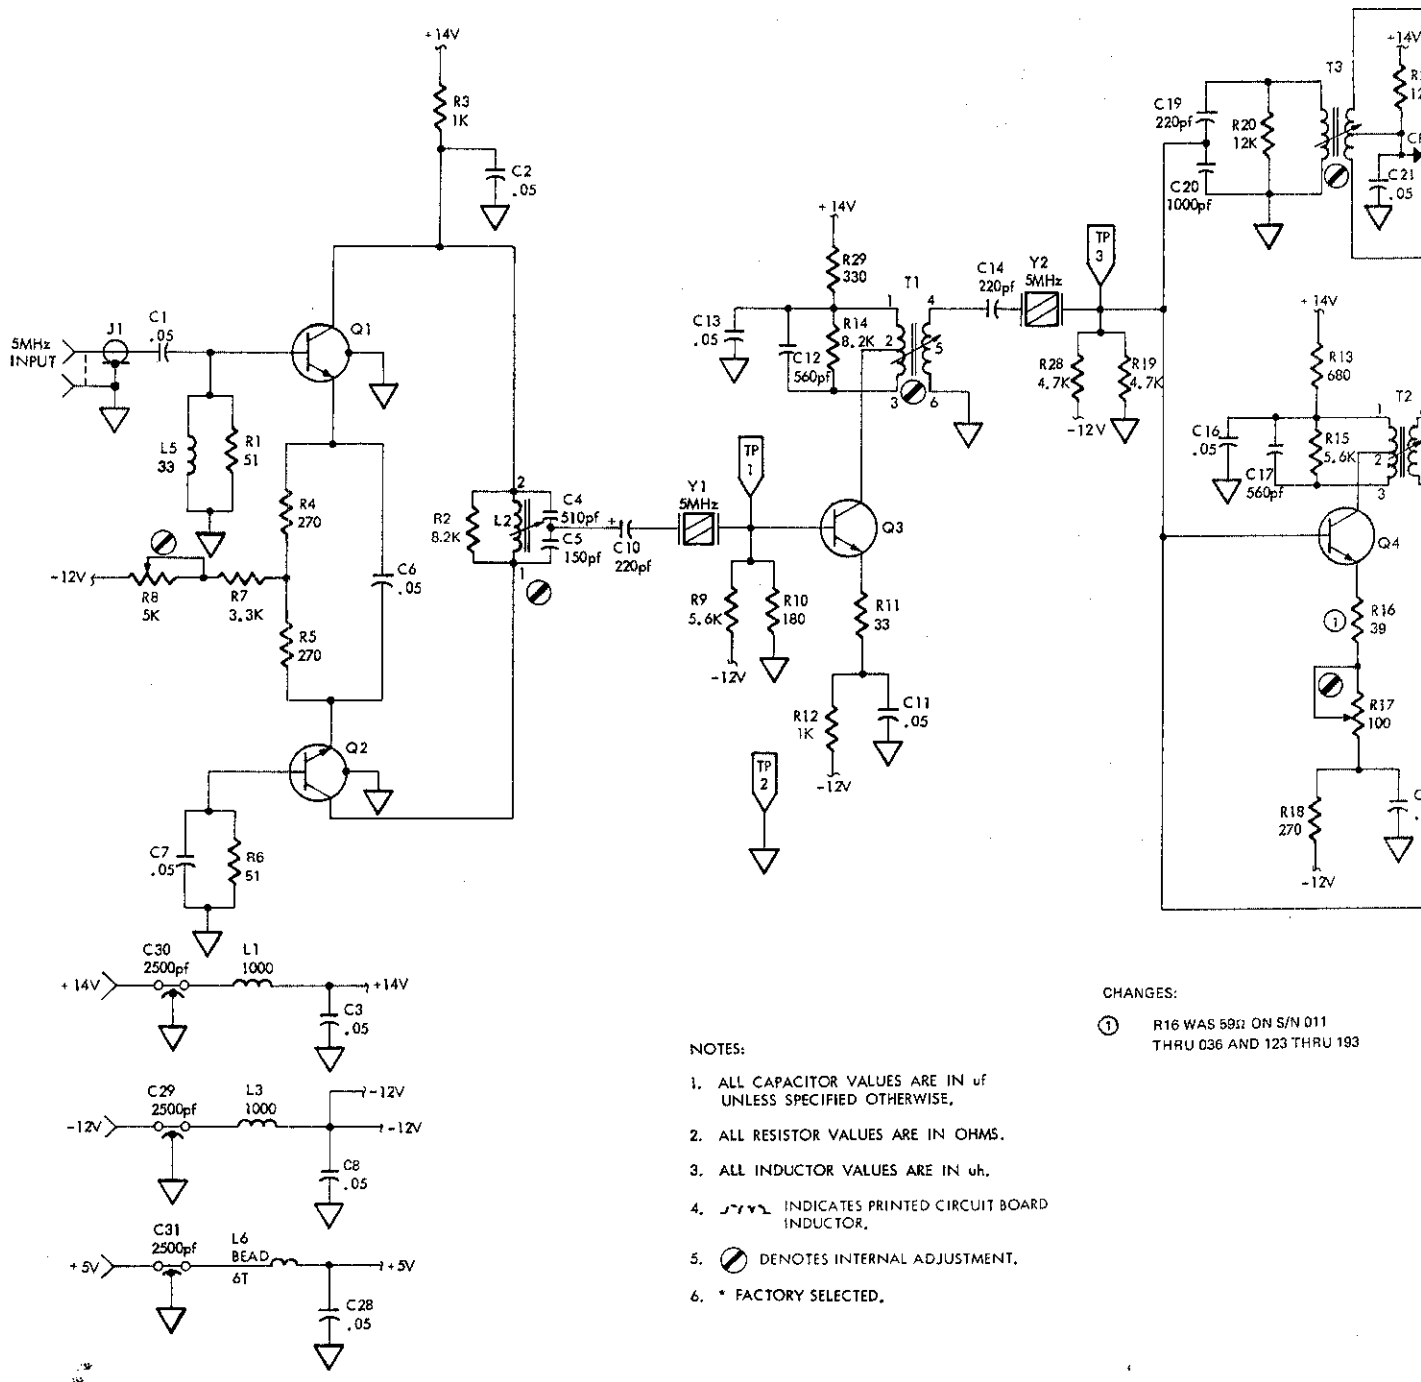 +14V
R3
1K
C2
.05
5MHz
INPUT
J1
C1
.05
Q1
L5
33
R1
51
R4
270
-12V
R8
5K
R7
3.3K
R5
270
C6
.05
Q2
C7
.05
R6
51
2
R2
8.2K
L2
C4
510pf
C5
150pf
1
+
C10
220pf
Y1
5MHz
TP
1
R9
5.6K
-12V
R10
180
Q3
R11
33
R12
1K
-12V
C11
.05
TP
2
+14V
R29
330
C13
.05
C12
560pf
R14
8.2K
T1
1
2
3
4
5
6
C14
220pf
Y2
5MHz
TP
3
R28
4.7K
-12V
R19
4.7K
C19
220pf
C20
1000pf
R20
12K
T3
+14V
C21
.05
+14V
R13
680
C16
.05
C17
560pf
R15
5.6K
T2
1
2
3
Q4
1
R16
39
R17
100
R18
270
-12V
C30
2500pf
L1
1000
+14V
+14V
C3
.05
C29
2500pf
L3
1000
-12V
-12V
-12V
C8
.05
C31
2500pf
L6
BEAD
6T
+5V
+5V
C28
.05
NOTES:
1. ALL CAPACITOR VALUES ARE IN uf
UNLESS SPECIFIED OTHERWISE.
2. ALL RESISTOR VALUES ARE IN OHMS.
3. ALL INDUCTOR VALUES ARE IN uh.
4. INDICATES PRINTED CIRCUIT BOARD
INDUCTOR.
5. DENOTES INTERNAL ADJUSTMENT.
6. * FACTORY SELECTED.
CHANGES:
1 R16 WAS 59Ω ON S/N 011
THRU 036 AND 123 THRU 193